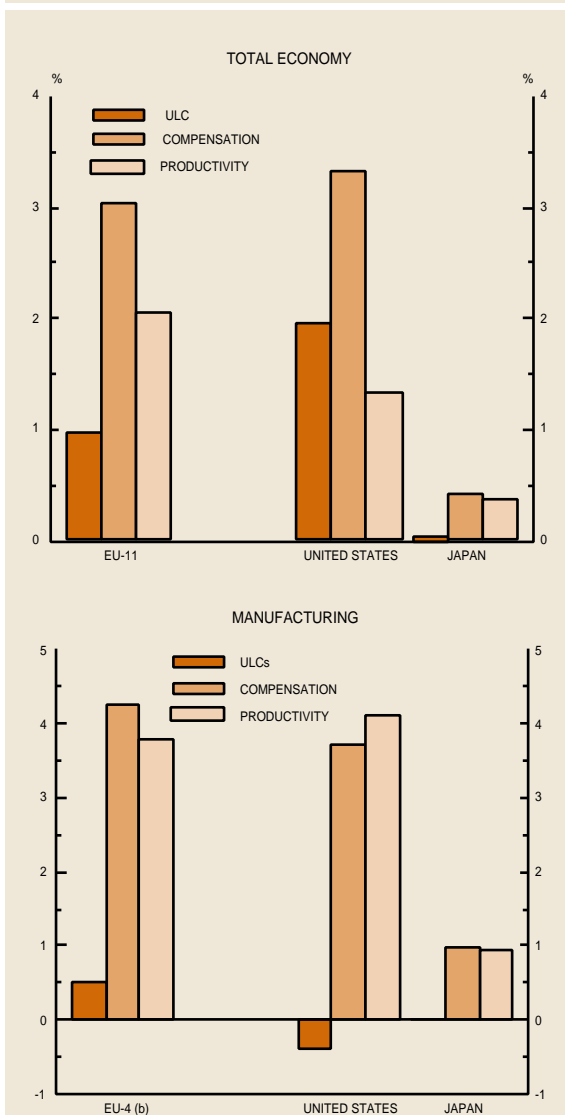 TOTAL ECONOMY
% %
4 4
ULC
COMPENSATION
PRODUCTIVITY
3 3
2 2
1 1
0 0
EU-11 UNITED STATES JAPAN
MANUFACTURING
5 5
ULCs
COMPENSATION
PRODUCTIVITY
4 4
3 3
2 2
1 1
0 0
-1 -1
EU-4 (b) UNITED STATES JAPAN